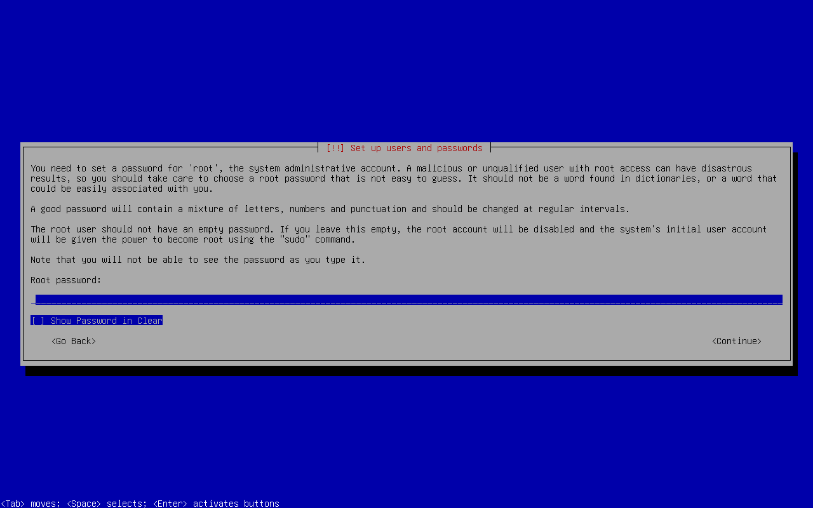 [!!] Set up users and passwords
You need to set a password for 'root', the system administrative account. A malicious or unqualified user with root access can have disastrous
results, so you should take care to choose a root password that is not easy to guess. It should not be a word found in dictionaries, or a word that
could be easily associated with you.
A good password will contain a mixture of letters, numbers and punctuation and should be changed at regular intervals.
The root user should not have an empty password. If you leave this empty, the root account will be disabled and the system's initial user account
will be given the power to become root using the "sudo" command.
Note that you will not be able to see the password as you type it.
Root password:
[ ] Show Password in Clear
<Go Back> <Continue>
<Tab> moves; <Space> selects; <Enter> activates buttons